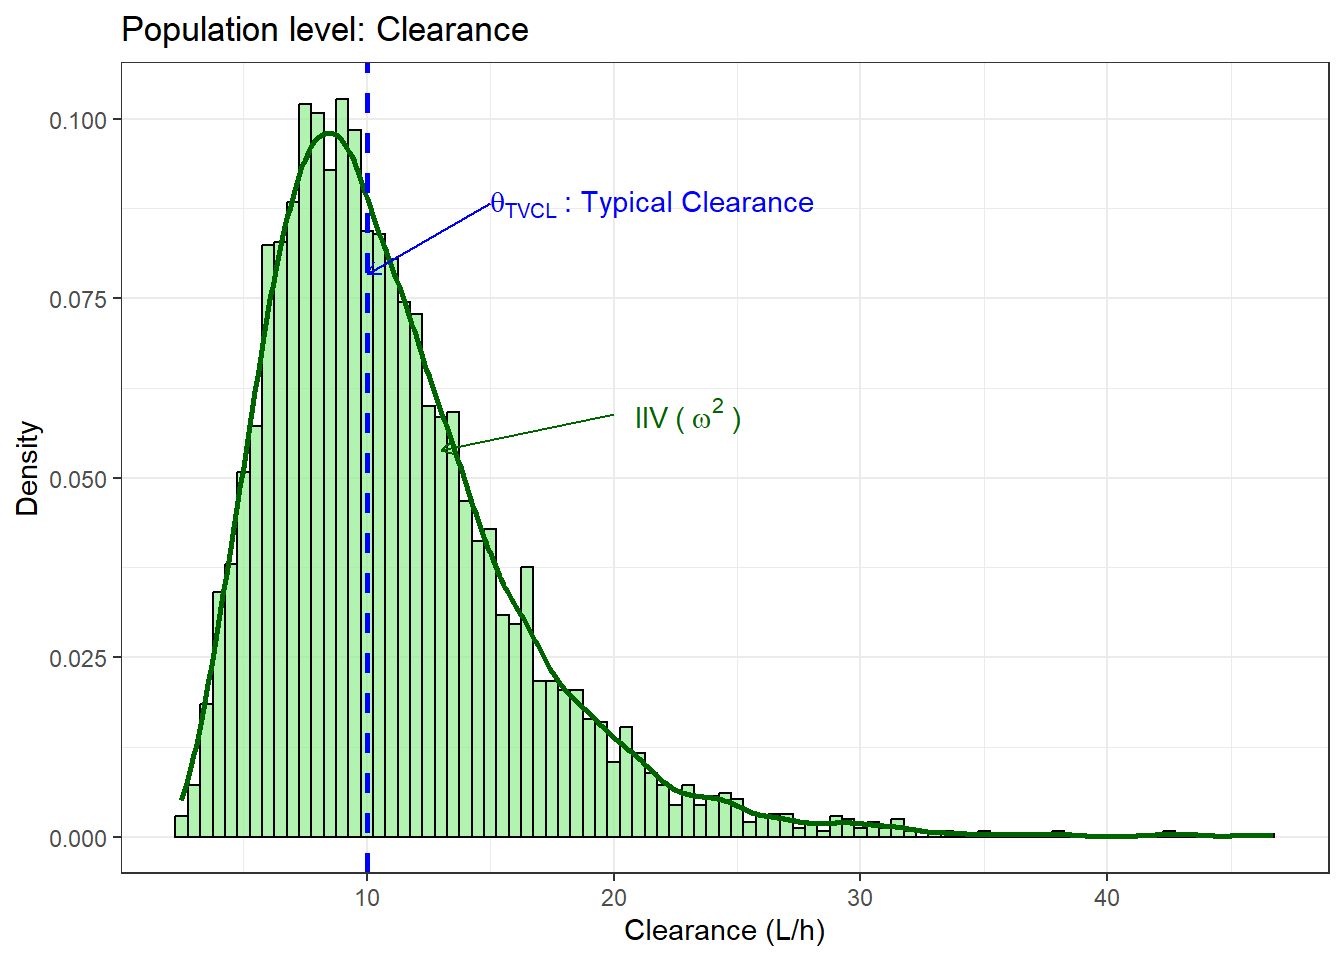 Population level: Clearance
0.100
0.075
0.050
0.025
0.000
Density
θTVCL : Typical Clearance
IIV ( ω² )
10 20 30 40
Clearance (L/h)